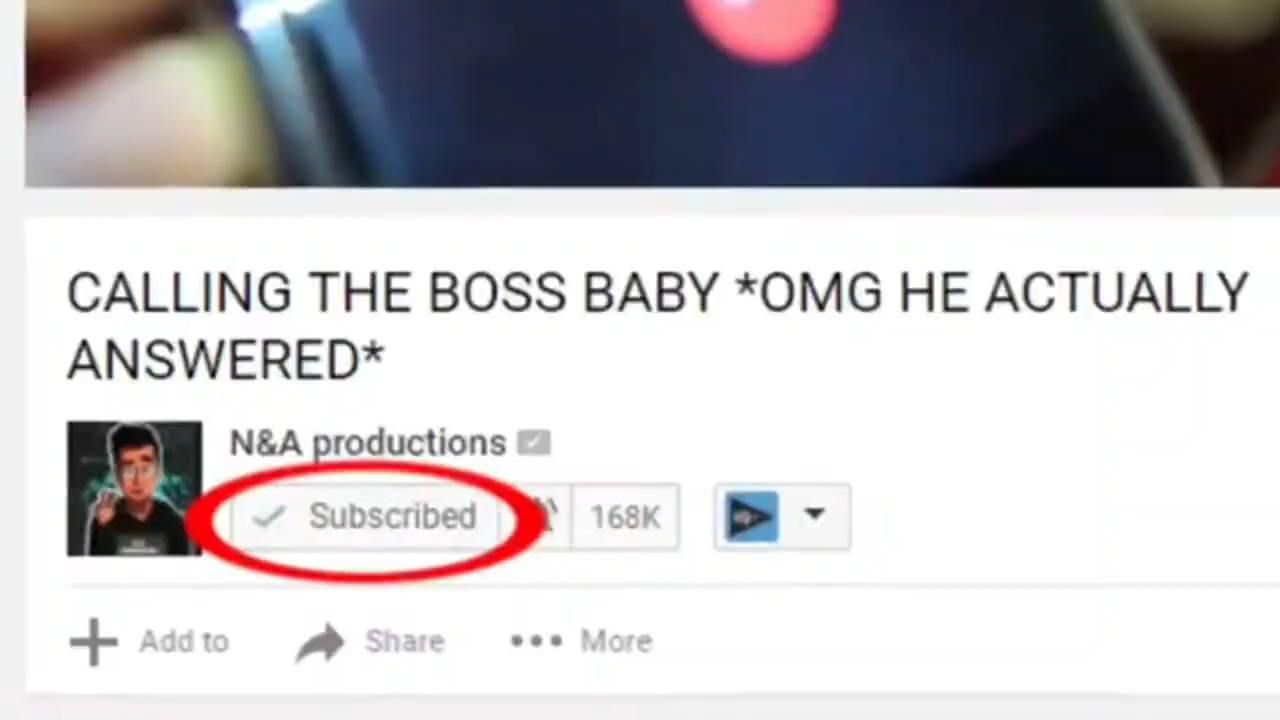 CALLING THE BOSS BABY *OMG HE ACTUALLY
ANSWERED*
N&A productions
Subscribed 168K
Add to Share More